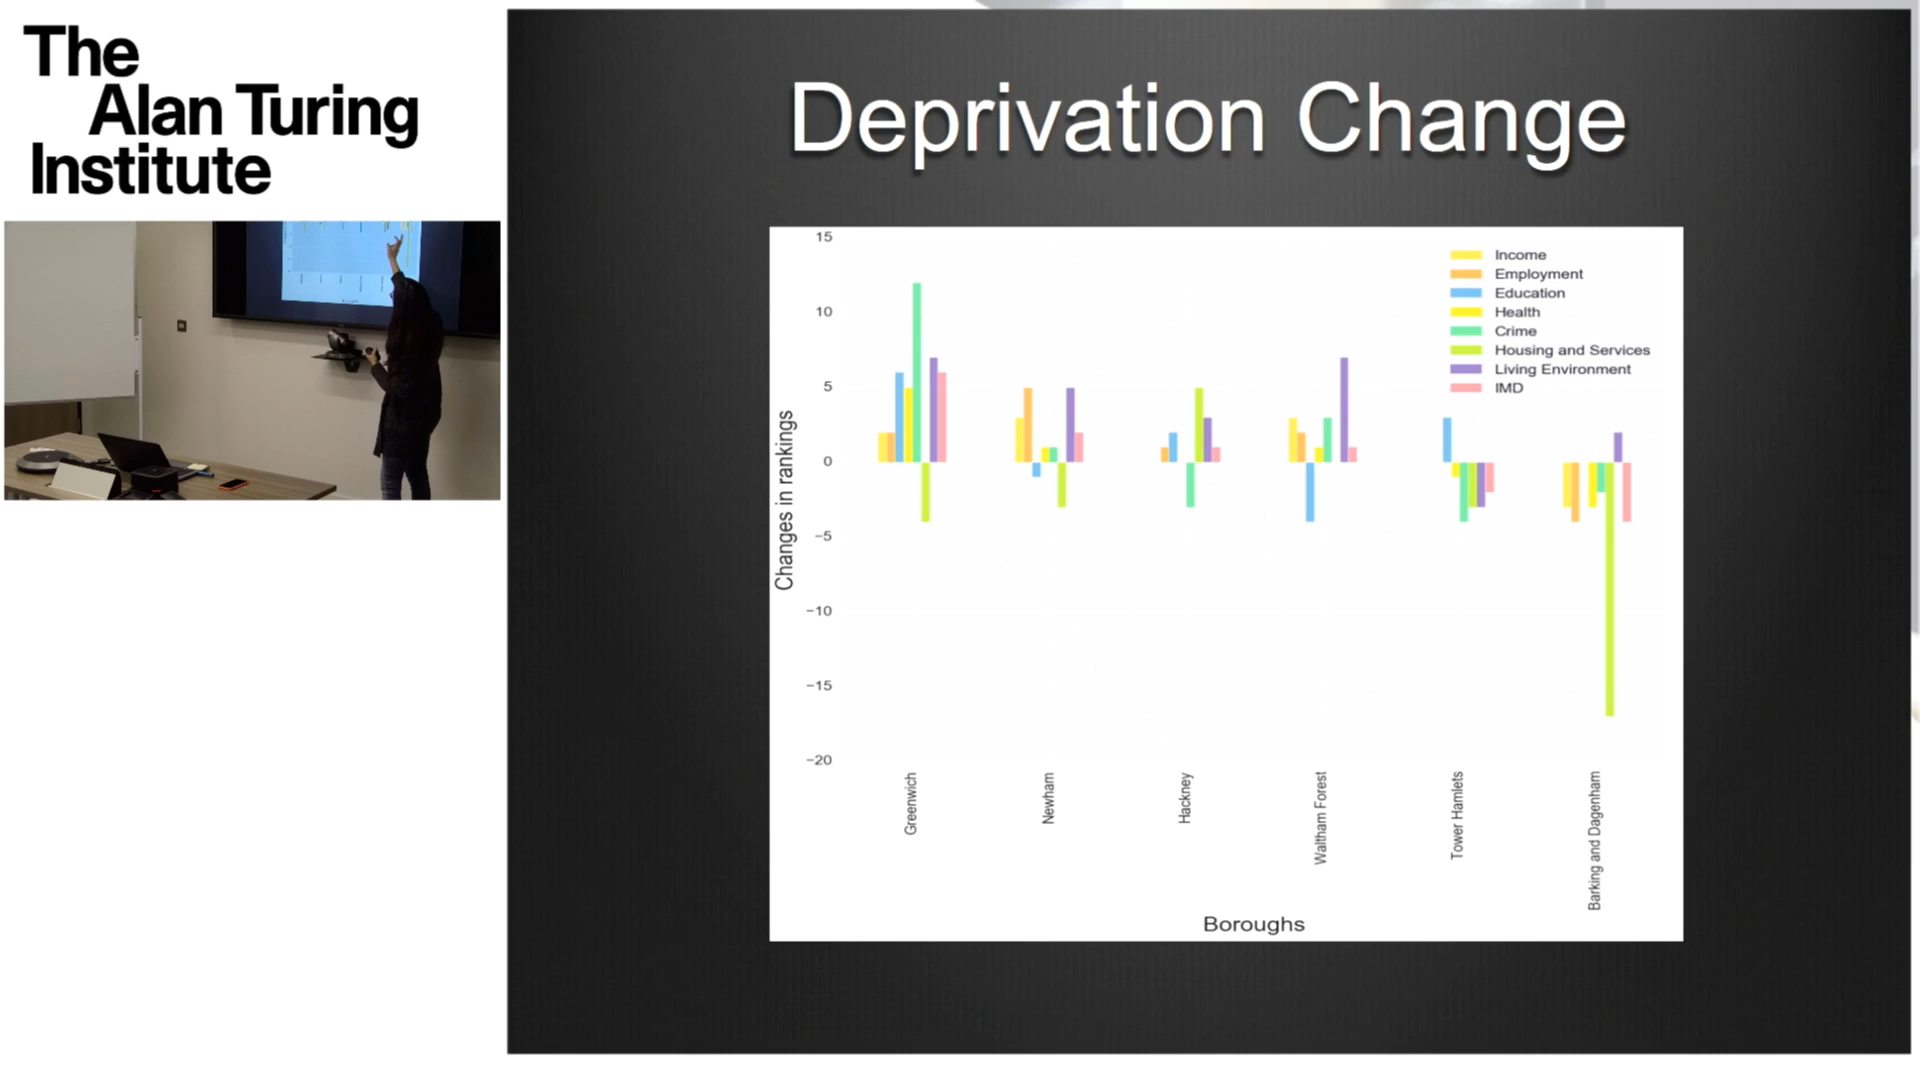 The
Alan Turing
Institute
Deprivation Change
15
10
5
0
−5
−10
−15
−20
Changes in rankings
Income
Employment
Education
Health
Crime
Housing and Services
Living Environment
IMD
Greenwich
Newham
Hackney
Waltham Forest
Tower Hamlets
Barking and Dagenham
Boroughs